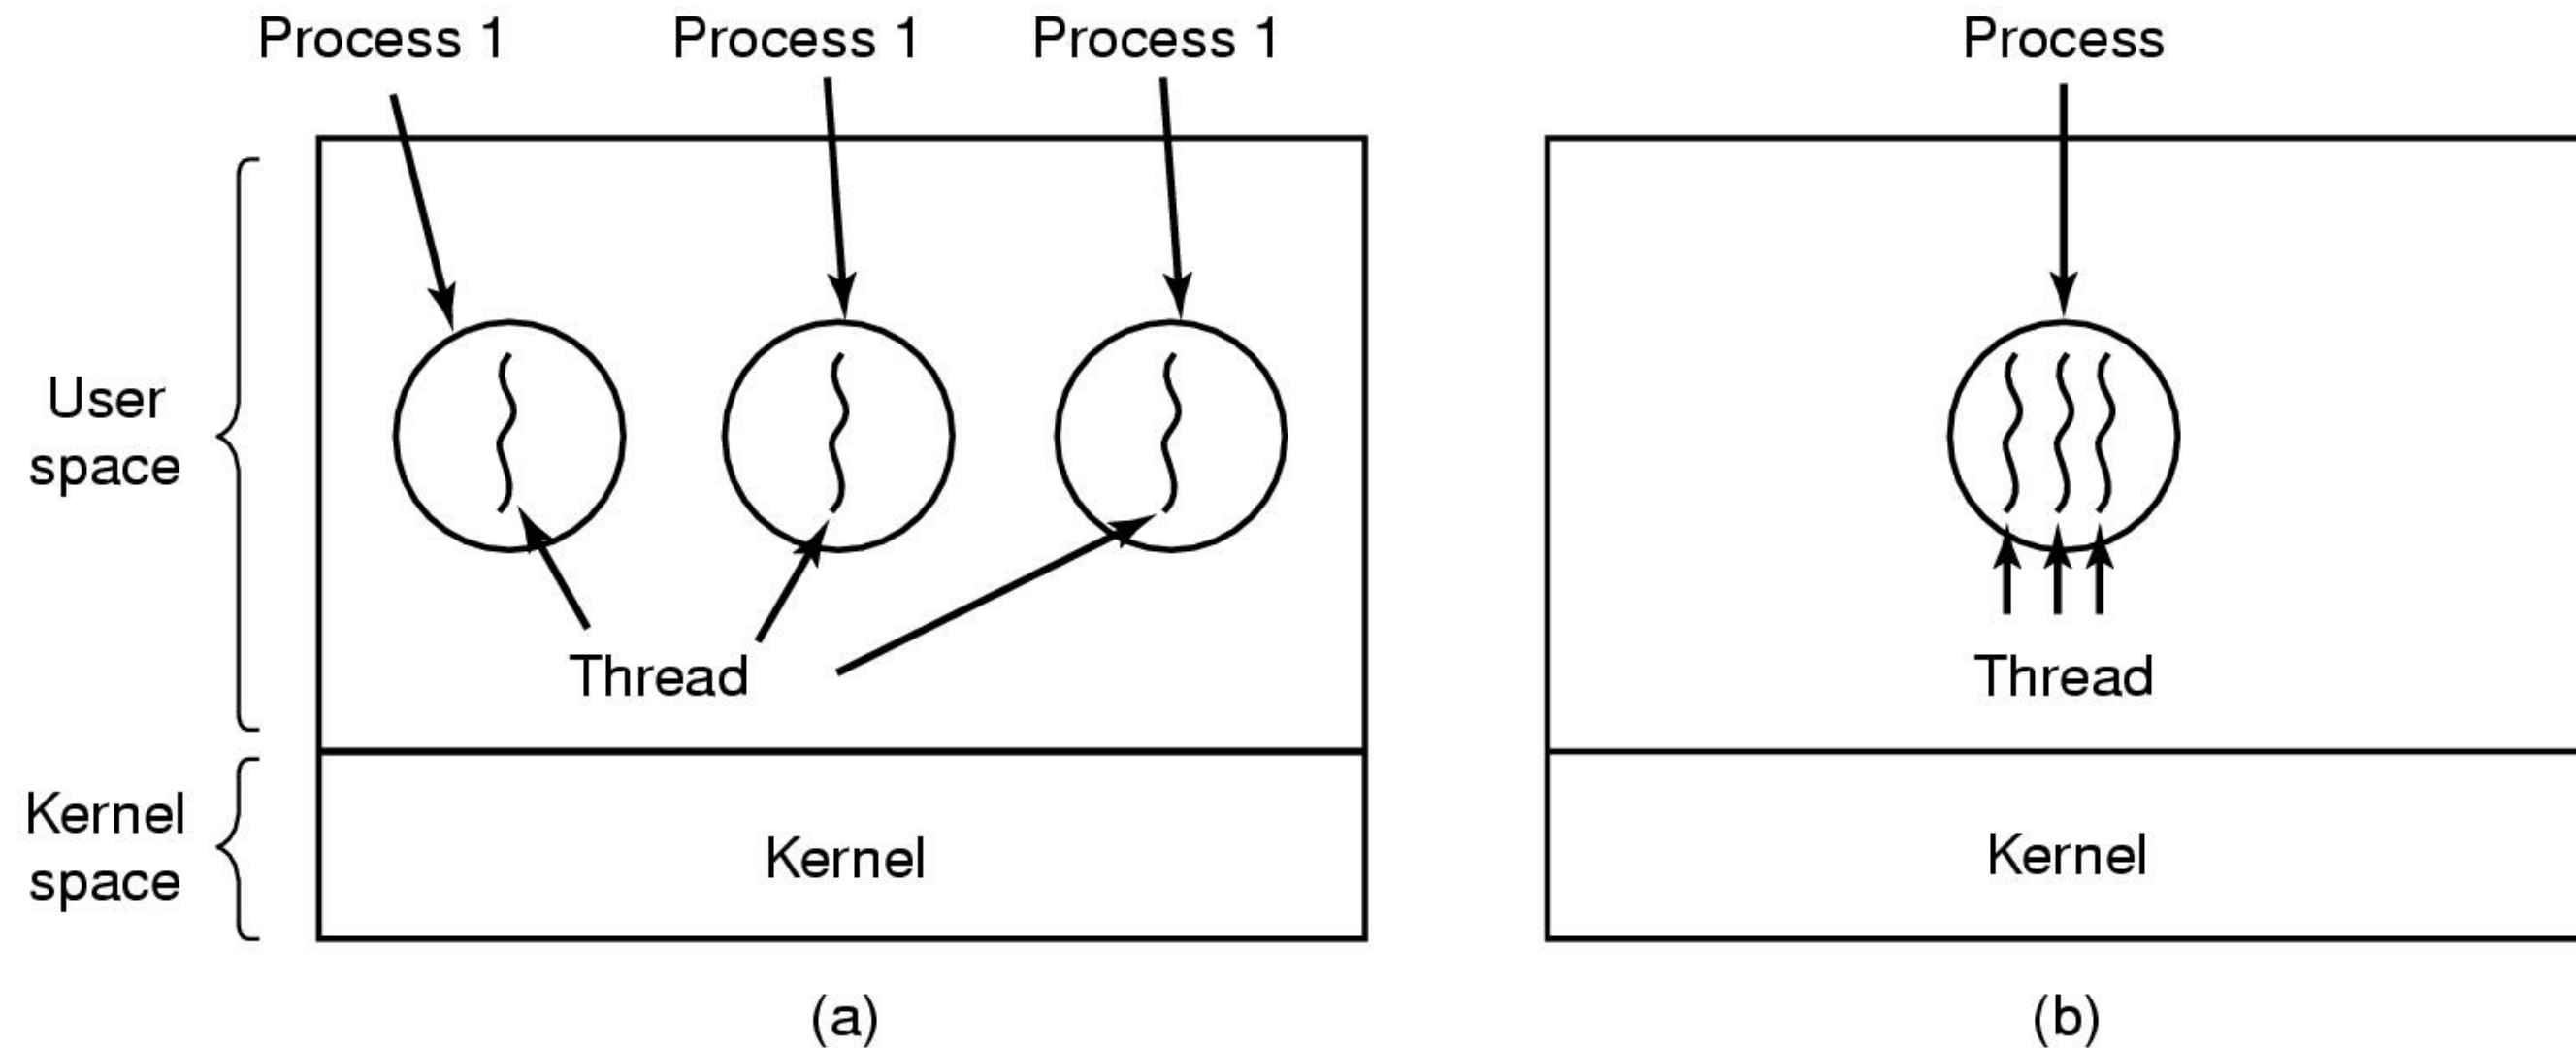 Process 1
Process 1
Process 1
Process
User
space
Thread
Thread
Kernel
space
Kernel
Kernel
(a)
(b)